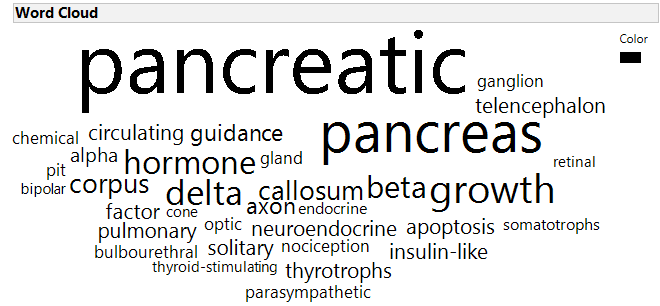 Word Cloud
Color
pancreatic
ganglion
telencephalon
chemical circulating guidance pancreas
alpha hormone gland retinal
pit
bipolar corpus delta callosum beta growth
factor cone axon endocrine
pulmonary optic neuroendocrine apoptosis somatotrophs
bulbourethral solitary nociception insulin-like
thyroid-stimulating thyrotrophs
parasympathetic